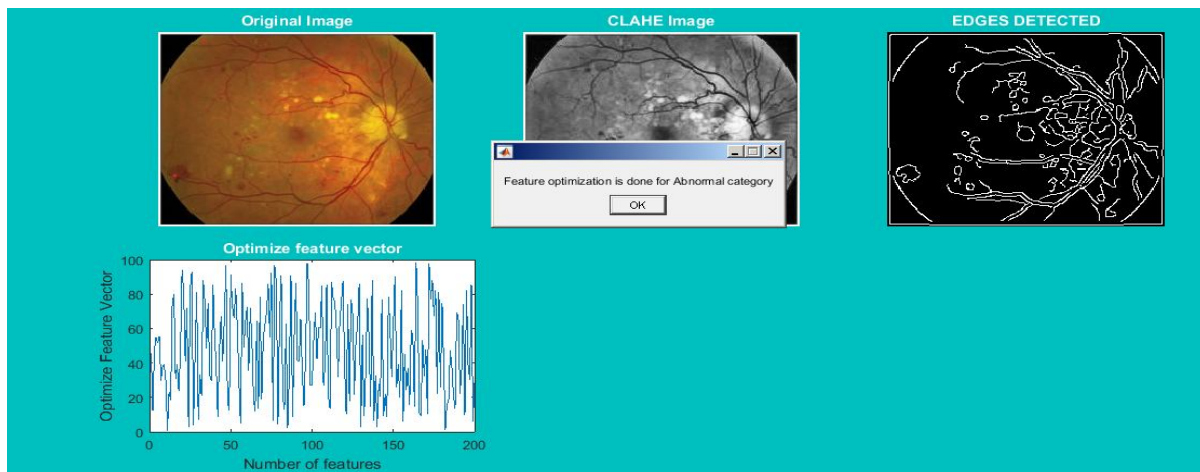 Original Image
CLAHE Image
EDGES DETECTED
Feature optimization is done for Abnormal category
OK
Optimize feature vector
Optimize Feature Vector
100
80
60
40
20
0
0 50 100 150 200
Number of features